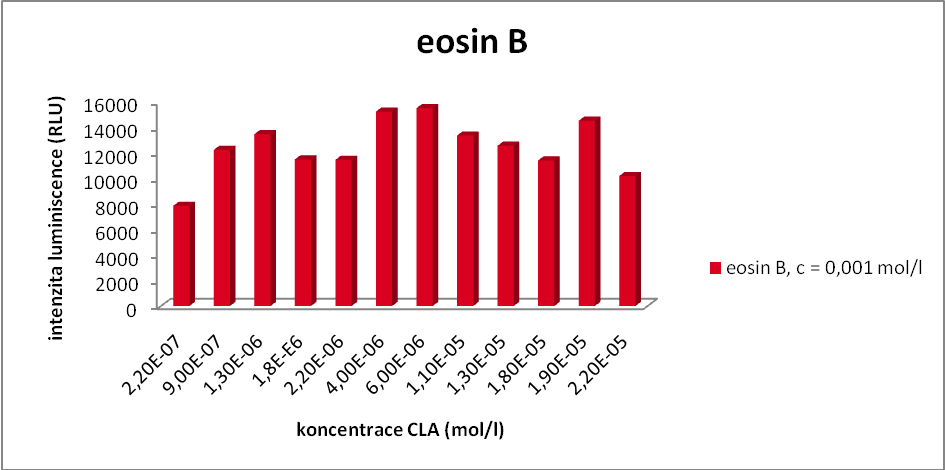 eosin B
intenzita luminiscence (RLU)
16000
14000
12000
10000
8000
6000
4000
2000
0
2,20E-07
9,00E-07
1,30E-06
1,8E-E6
2,20E-06
4,00E-06
6,00E-06
1,10E-05
1,30E-05
1,80E-05
1,90E-05
2,20E-05
koncentrace CLA (mol/l)
eosin B, c = 0,001 mol/l